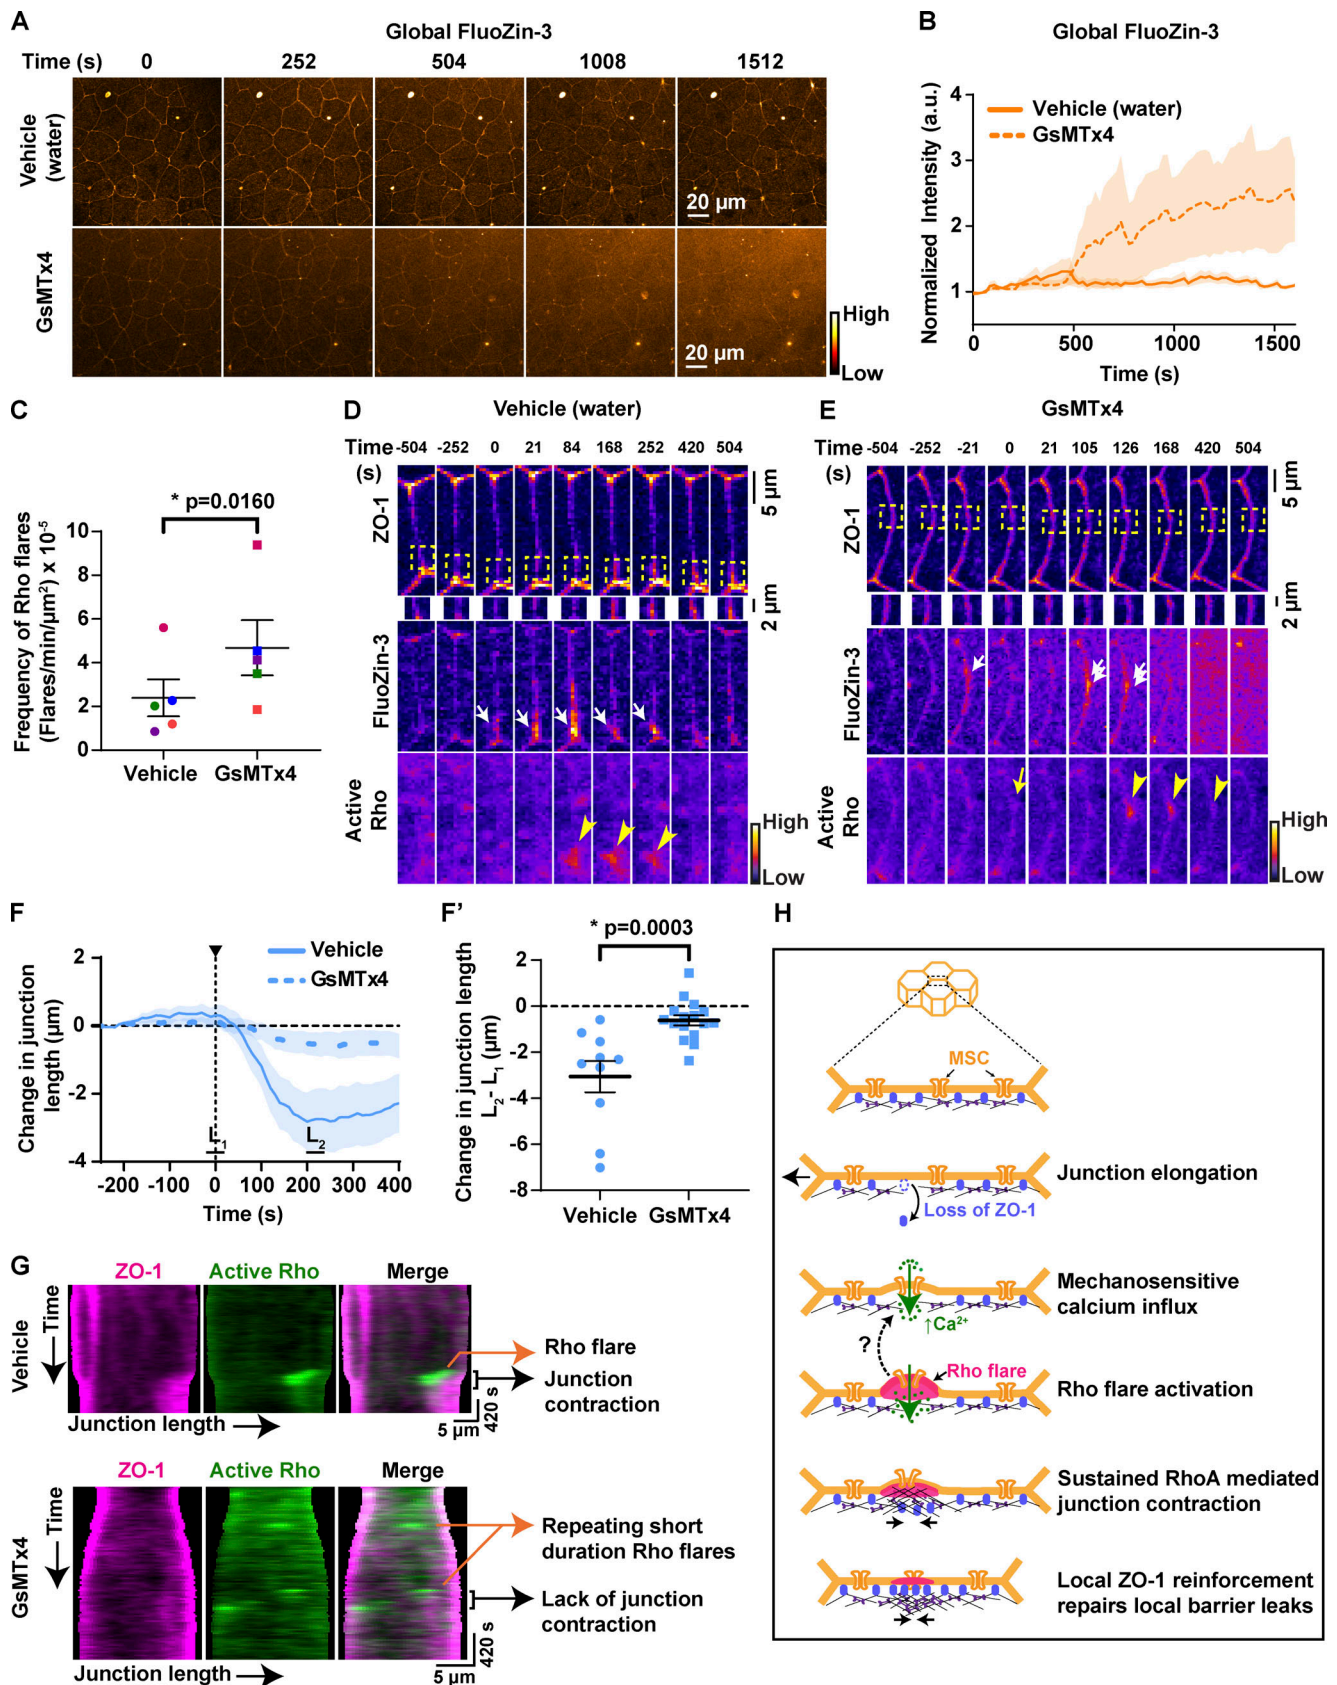 A
Global FluoZin-3
Time (s) 0 252 504 1008 1512
Vehicle
(water)
20 µm
GsMTx4
20 µm
High
Low
B
Global FluoZin-3
Normalized Intensity (a.u.)
4
3
2
1
Vehicle (water)
GsMTx4
0 500 1000 1500
Time (s)
C
* p=0.0160
Frequency of Rho flares
(Flares/min/µm²) x 10⁻⁵
10
8
6
4
2
0
Vehicle GsMTx4
D
Vehicle (water)
Time
(s)
-504 -252 0 21 84 168 252 420 504
ZO-1
5 µm
2 µm
FluoZin-3
Active
Rho
High
Low
E
GsMTx4
Time
(s)
-504 -252 -21 0 21 105 126 168 420 504
ZO-1
5 µm
2 µm
FluoZin-3
Active
Rho
High
Low
F
Change in junction
length (µm)
2
0
-2
-4
Vehicle
GsMTx4
L₁ L₂
-200 -100 0 100 200 300 400
Time (s)
F'
* p=0.0003
Change in junction length
L₂- L₁ (µm)
2
0
-2
-4
-6
-8
Vehicle GsMTx4
G
ZO-1 Active Rho Merge
Vehicle
Time
Rho flare
Junction
contraction
Junction length
5 µm
420 s
ZO-1 Active Rho Merge
GsMTx4
Time
Repeating short
duration Rho flares
Lack of junction
contraction
Junction length
5 µm
420 s
H
MSC
Junction elongation
Loss of ZO-1
Mechanosensitive
calcium influx
↑Ca²⁺
?
Rho flare
Rho flare activation
Sustained RhoA mediated
junction contraction
Local ZO-1 reinforcement
repairs local barrier leaks